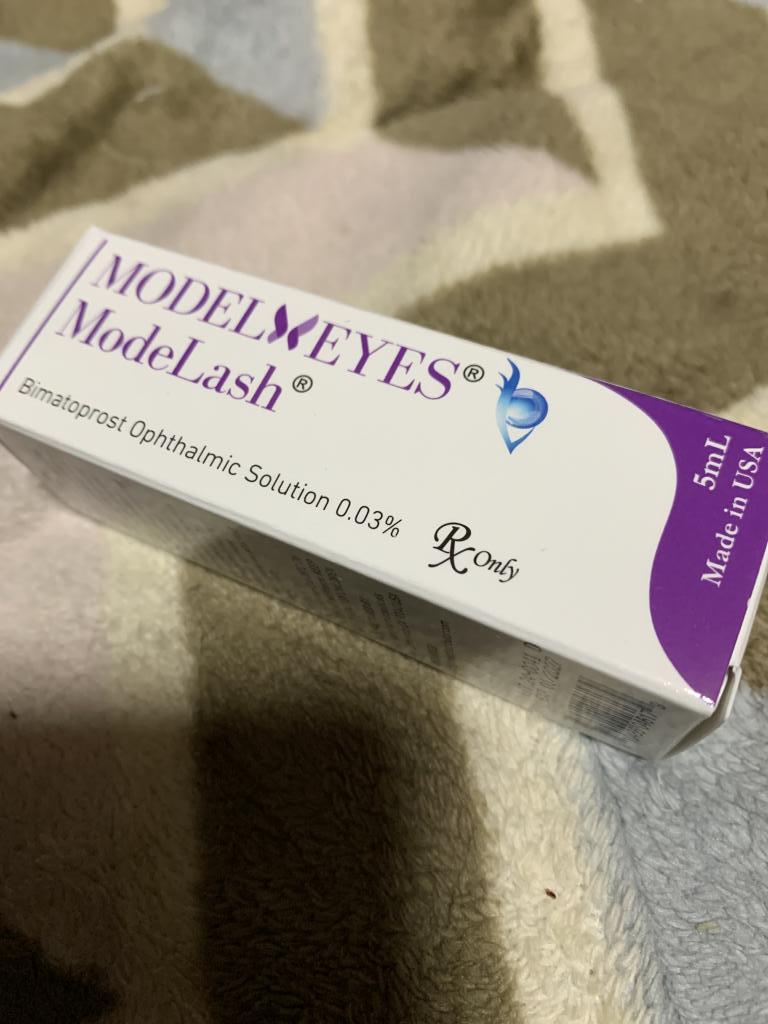 MODEL EYES®
ModeLash®
Bimatoprost Ophthalmic Solution 0.03%
Rx Only
5mL
Made in USA